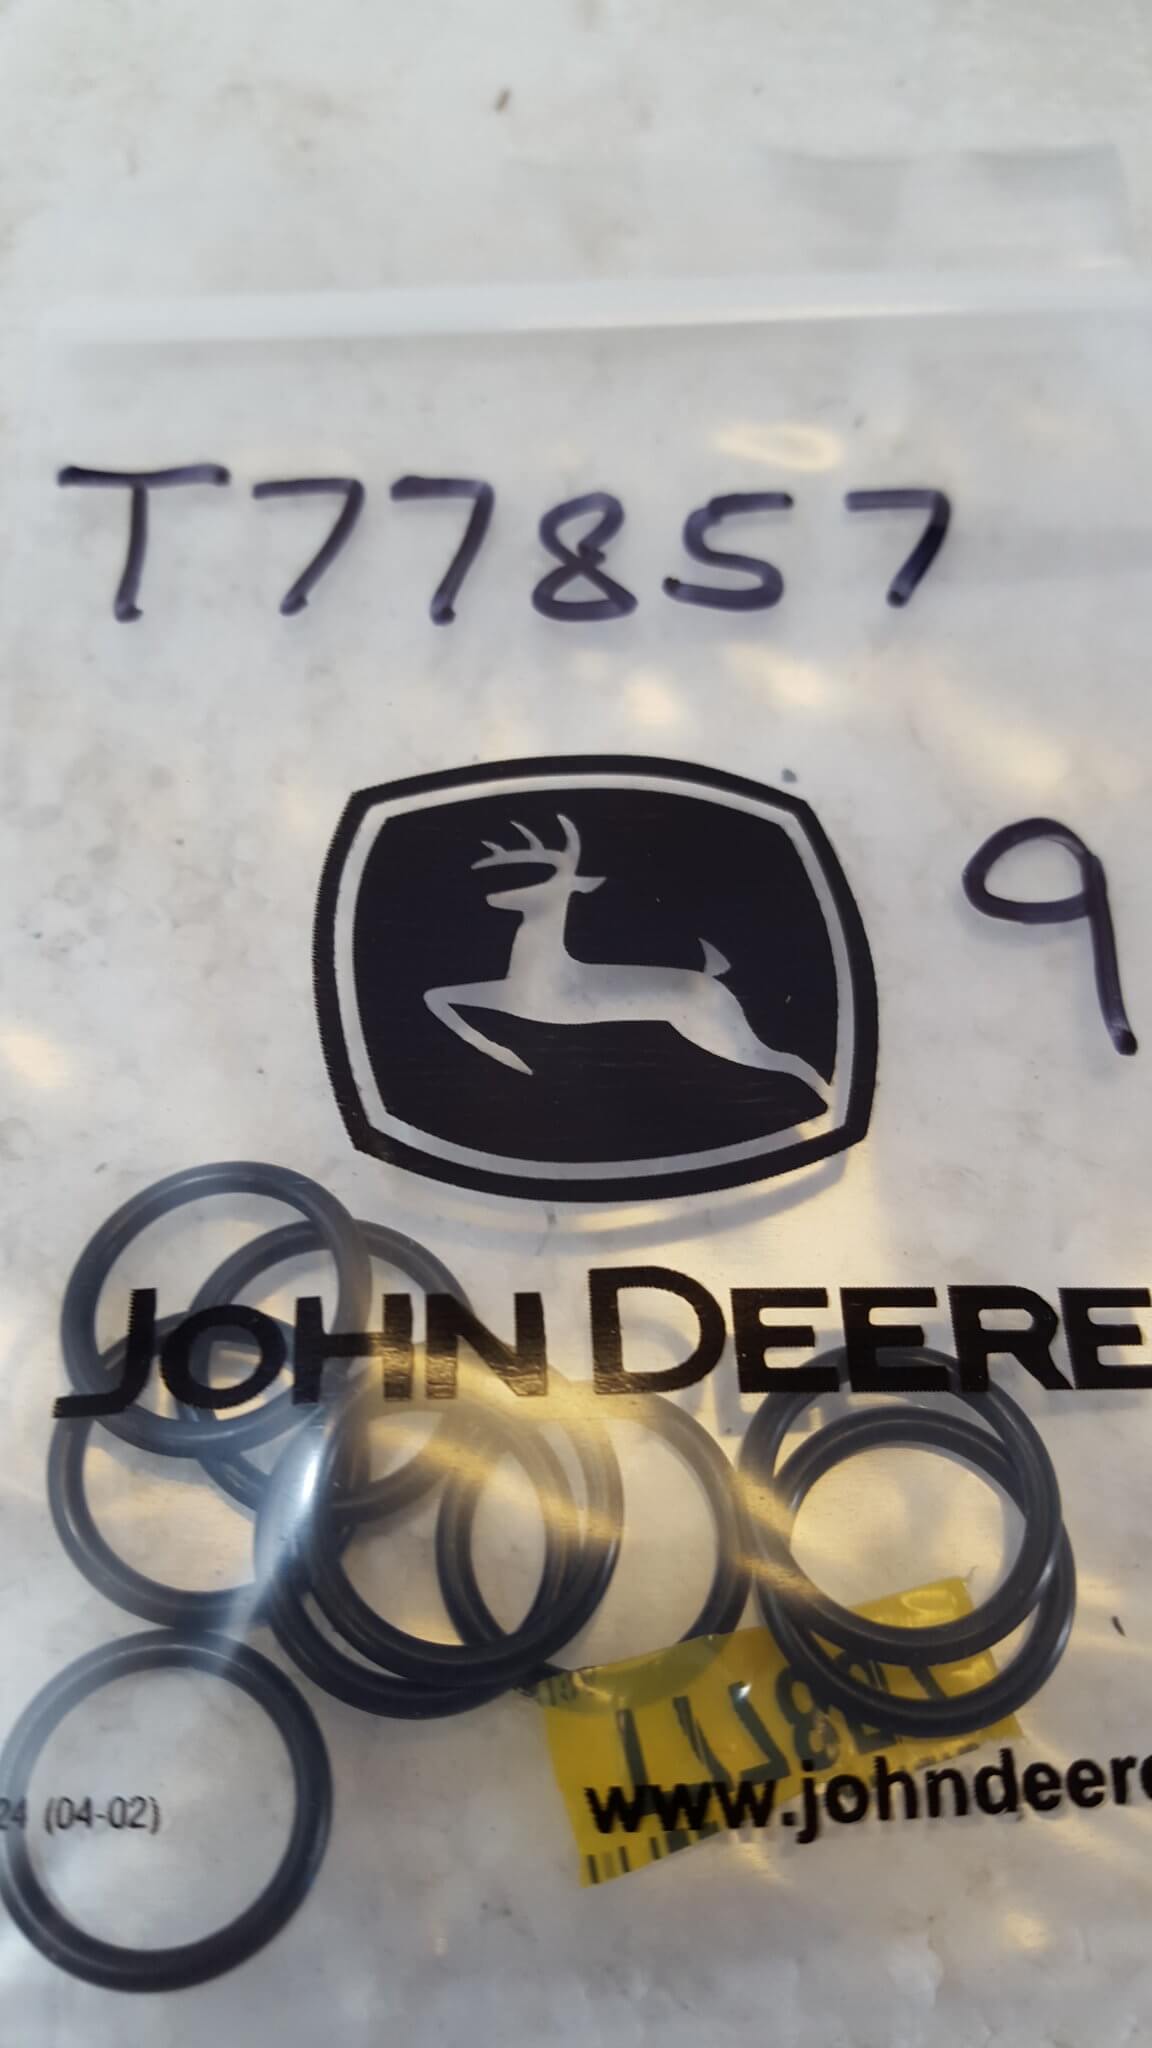 T77857
9
JOHN DEERE
24 (04-02)
www.johndeere